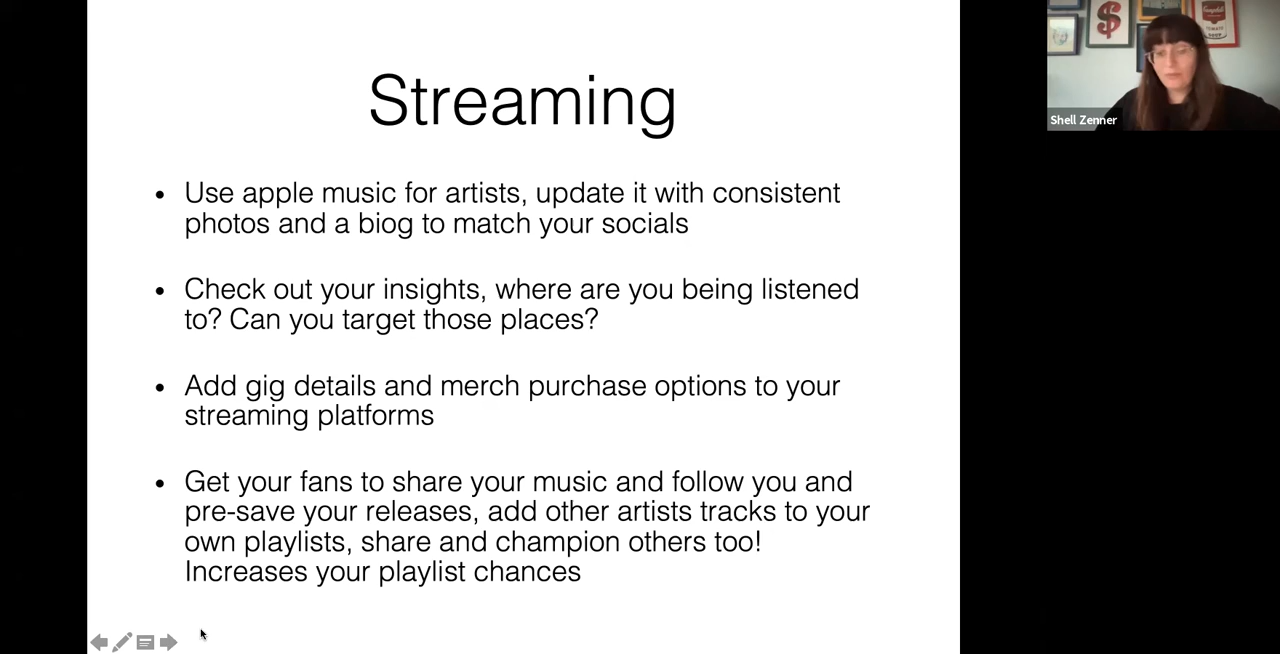 Streaming
• Use apple music for artists, update it with consistent
photos and a biog to match your socials
• Check out your insights, where are you being listened
to? Can you target those places?
• Add gig details and merch purchase options to your
streaming platforms
• Get your fans to share your music and follow you and
pre-save your releases, add other artists tracks to your
own playlists, share and champion others too!
Increases your playlist chances
Shell Zenner